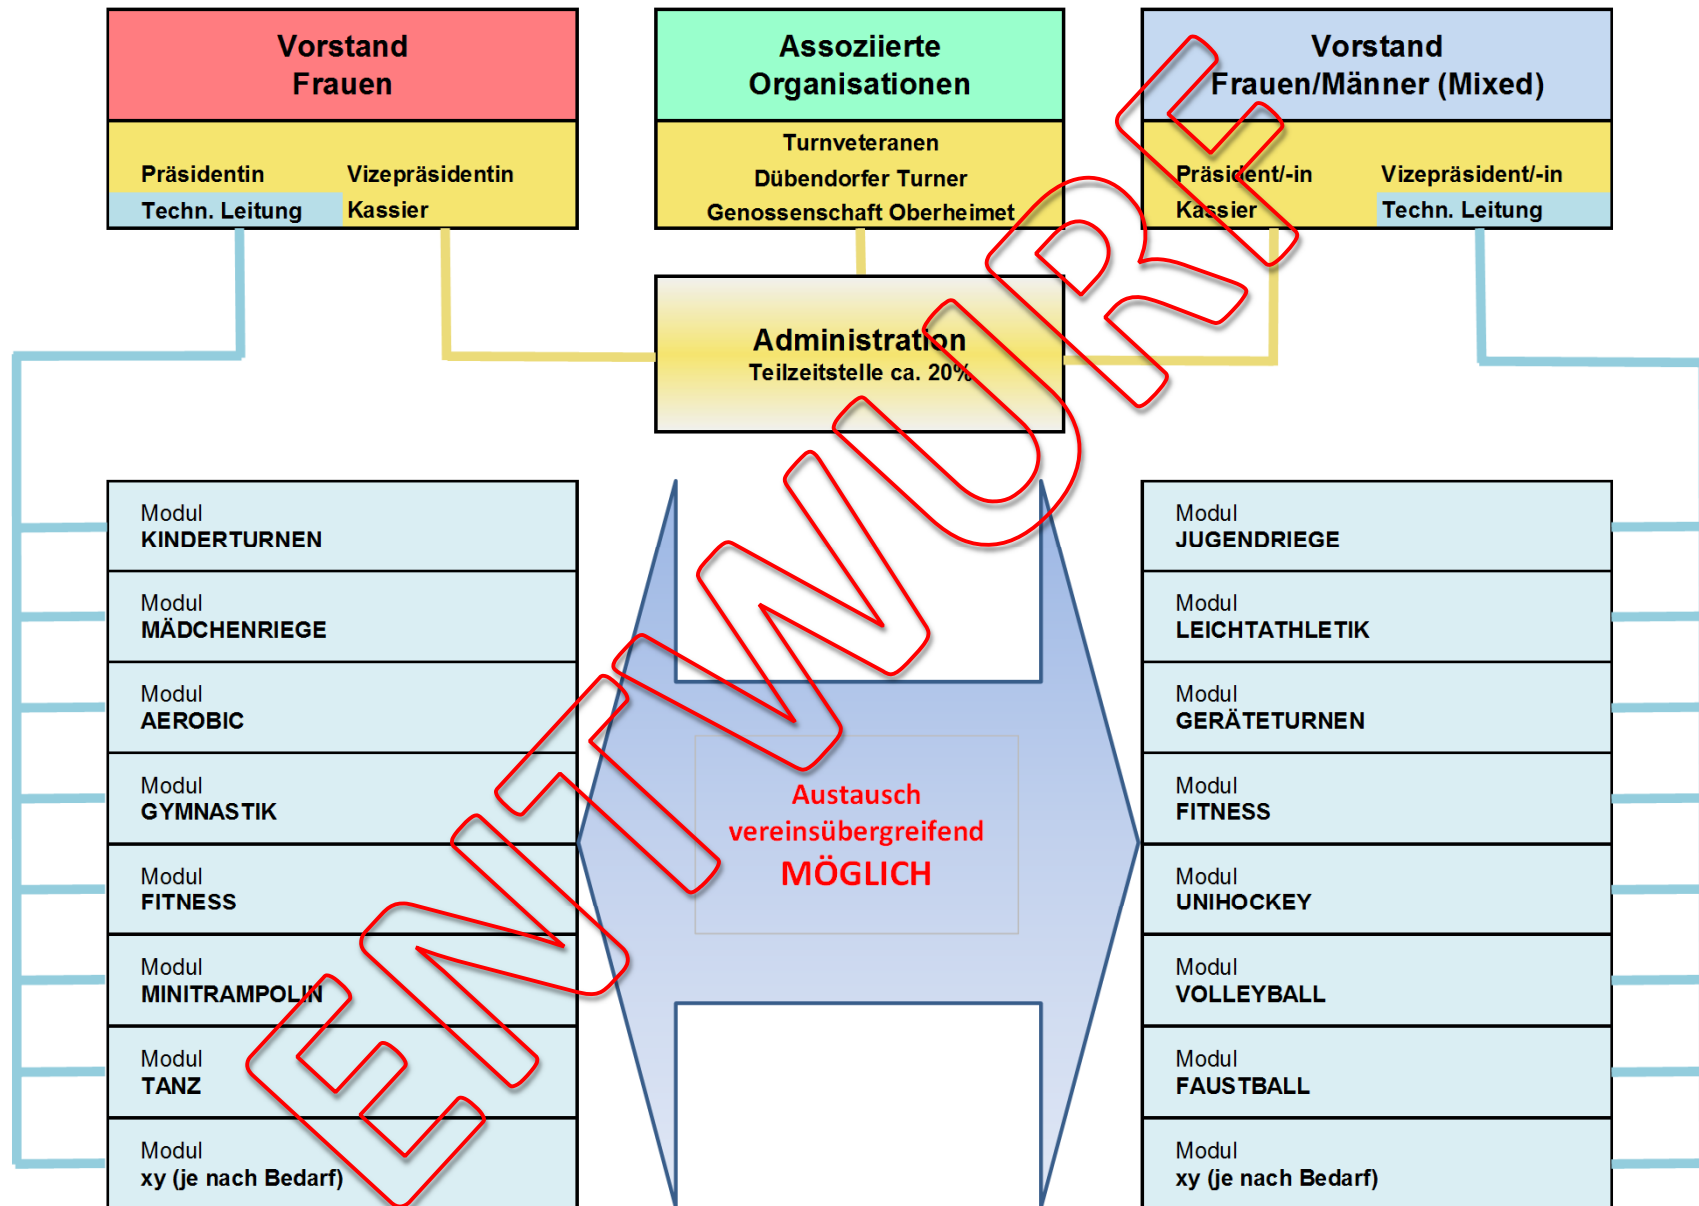 Vorstand
Frauen
Präsidentin Vizepräsidentin
Techn. Leitung Kassier
Assoziierte
Organisationen
Turnveteranen
Dübendorfer Turner
Genossenschaft Oberheimet
Vorstand
Frauen/Männer (Mixed)
Präsident/-in Vizepräsident/-in
Kassier Techn. Leitung
Administration
Teilzeitstelle ca. 20%
Modul
KINDERTURNEN
Modul
MÄDCHENRIEGE
Modul
AEROBIC
Modul
GYMNASTIK
Modul
FITNESS
Modul
MINITRAMPOLIN
Modul
TANZ
Modul
xy (je nach Bedarf)
Austausch
vereinsübergreifend
MÖGLICH
Modul
JUGENDRIEGE
Modul
LEICHTATHLETIK
Modul
GERÄTETURNEN
Modul
FITNESS
Modul
UNIHOCKEY
Modul
VOLLEYBALL
Modul
FAUSTBALL
Modul
xy (je nach Bedarf)
ENTWURF